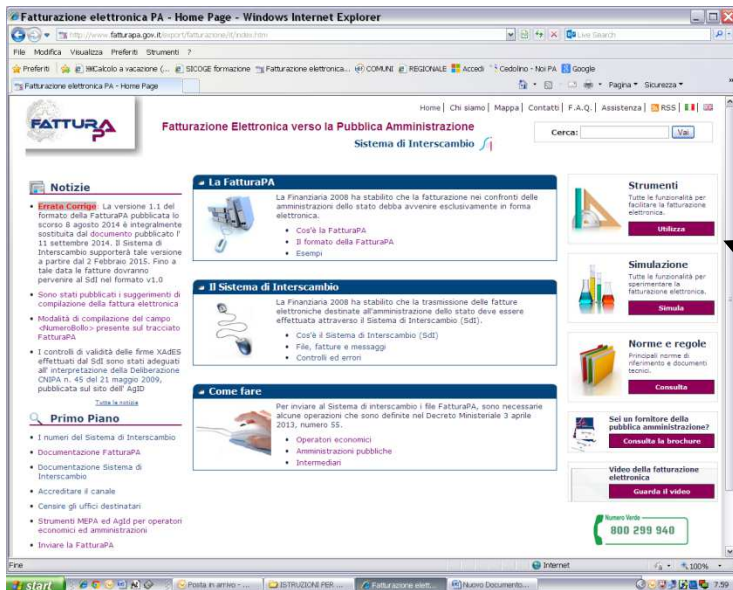 Fatturazione elettronica PA - Home Page - Windows Internet Explorer
http://www.fatturapa.gov.it/export/fatturazione/it/index.htm
Live Search
File Modifica Visualizza Preferiti Strumenti ?
Preferiti
Calcolo a vacazione (...
SICOGE formazione
Fatturazione elettronica...
COMUNI
REGIONALE
Accedi
Cedolino - Noi PA
Google
Fatturazione elettronica PA - Home Page
Pagina
Sicurezza
Home | Chi siamo | Mappa | Contatti | F.A.Q. | Assistenza | RSS
FATTURAPA
Fatturazione Elettronica verso la Pubblica Amministrazione
Sistema di Interscambio
Cerca:
Vai
Notizie
Errata Corrige: La versione 1.1 del
formato della FatturaPA pubblicata lo
scorso 8 agosto 2014 è integralmente
sostituita dal documento pubblicato l'
11 settembre 2014. Il Sistema di
Interscambio supporterà tale versione
a partire dal 2 Febbraio 2015. Fino a
tale data le fatture dovranno
pervenire al SdI nel formato v1.0
Sono stati pubblicati i suggerimenti di
compilazione della fattura elettronica
Modalità di compilazione del campo
<NumeroBollo> presente sul tracciato
FatturaPA
I controlli di validità delle firme XAdES
effettuati dal SdI sono stati adeguati
all' interpretazione della Deliberazione
CNIPA n. 45 del 21 maggio 2009,
pubblicata sul sito dell' AgID
Tutte le notizie
Primo Piano
I numeri del Sistema di Interscambio
Documentazione FatturaPA
Documentazione Sistema di
Interscambio
Accreditare il canale
Censire gli uffici destinatari
Strumenti MEPA ed AgId per operatori
economici ed amministrazioni
Inviare la FatturaPA
La FatturaPA
La Finanziaria 2008 ha stabilito che la fatturazione nei confronti delle
amministrazioni dello stato debba avvenire esclusivamente in forma
elettronica.
Cos'è la FatturaPA
Il formato della FatturaPA
Esempi
Il Sistema di Interscambio
La Finanziaria 2008 ha stabilito che la trasmissione delle fatture
elettroniche destinate all'amministrazione dello stato deve essere
effettuata attraverso il Sistema di Interscambio (SdI).
Cos'è il Sistema di Interscambio (SdI)
File, fatture e messaggi
Controlli ed errori
Come fare
Per inviare al Sistema di interscambio i file FatturaPA, sono necessarie
alcune operazioni che sono definite nel Decreto Ministeriale 3 aprile
2013, numero 55.
Operatori economici
Amministrazioni pubbliche
Intermediari
Strumenti
Tutte le funzionalità per
facilitare la fatturazione
elettronica.
Utilizza
Simulazione
Tutte le funzionalità per
sperimentare la
fatturazione elettronica.
Simula
Norme e regole
Principali norme di
riferimento e documenti
tecnici.
Consulta
Sei un fornitore della
pubblica amministrazione?
Consulta la brochure
Video della fatturazione
elettronica
Guarda il video
Numero Verde
800 299 940
Fine
Internet
100%
start
Posta in arrivo - ...
ISTRUZIONI PER ...
Fatturazione elett...
Nuovo Documento...
7.59